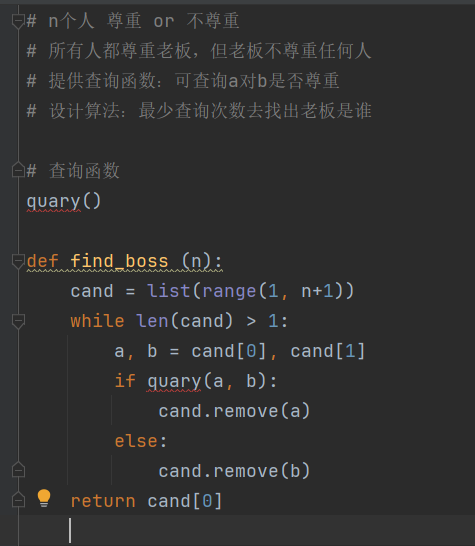 # n个人 尊重 or 不尊重
# 所有人都尊重老板，但老板不尊重任何人
# 提供查询函数：可查询a对b是否尊重
# 设计算法：最少查询次数去找出老板是谁
# 查询函数
quary()
def find_boss (n):
    cand = list(range(1, n+1))
    while len(cand) > 1:
        a, b = cand[0], cand[1]
        if quary(a, b):
            cand.remove(a)
        else:
            cand.remove(b)
    return cand[0]